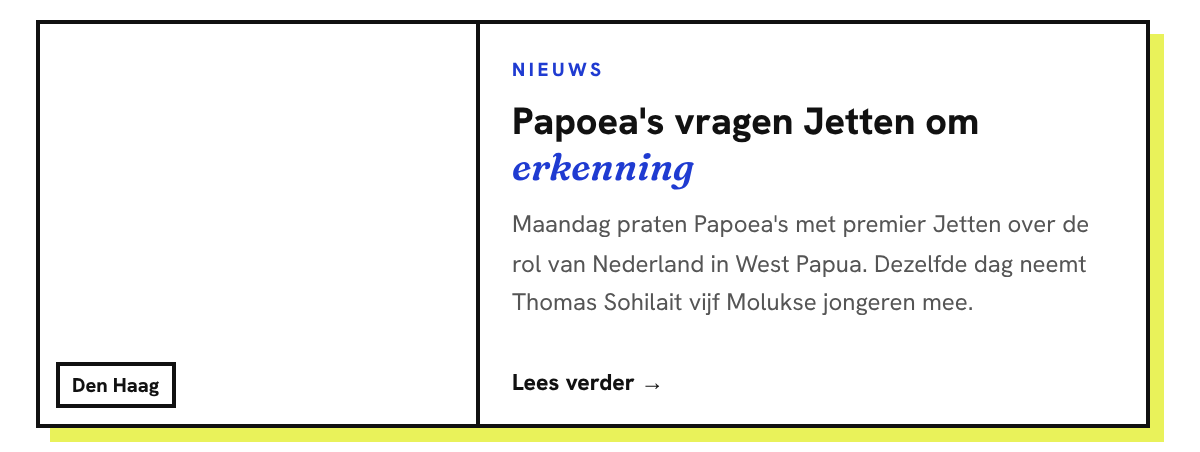 NIEUWS
Papoea's vragen Jetten om
erkenning
Maandag praten Papoea's met premier Jetten over de
rol van Nederland in West Papua. Dezelfde dag neemt
Thomas Sohilait vijf Molukse jongeren mee.
Lees verder →
Den Haag